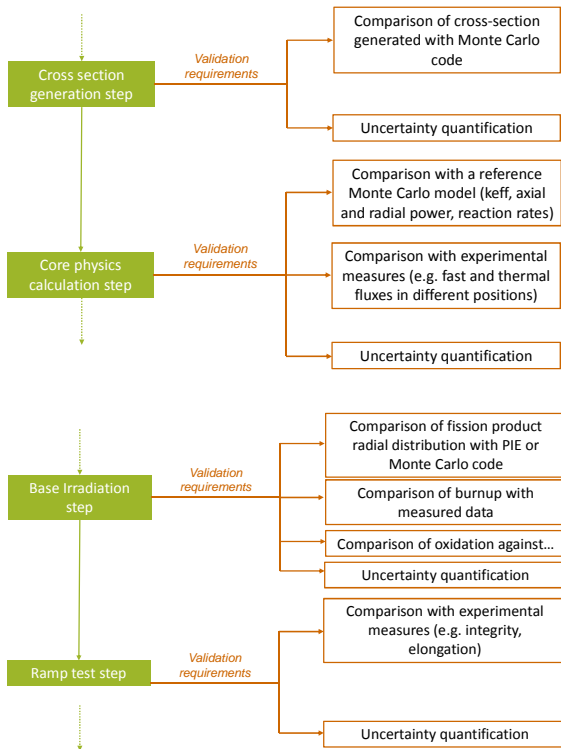 Cross section
generation step
Validation
requirements
Comparison of cross-section
generated with Monte Carlo
code
Uncertainty quantification
Core physics
calculation step
Validation
requirements
Comparison with a reference
Monte Carlo model (keff, axial
and radial power, reaction rates)
Comparison with experimental
measures (e.g. fast and thermal
fluxes in different positions)
Uncertainty quantification
Base Irradiation
step
Validation
requirements
Comparison of fission product
radial distribution with PIE or
Monte Carlo code
Comparison of burnup with
measured data
Comparison of oxidation against…
Uncertainty quantification
Ramp test step
Validation
requirements
Comparison with experimental
measures (e.g. integrity,
elongation)
Uncertainty quantification